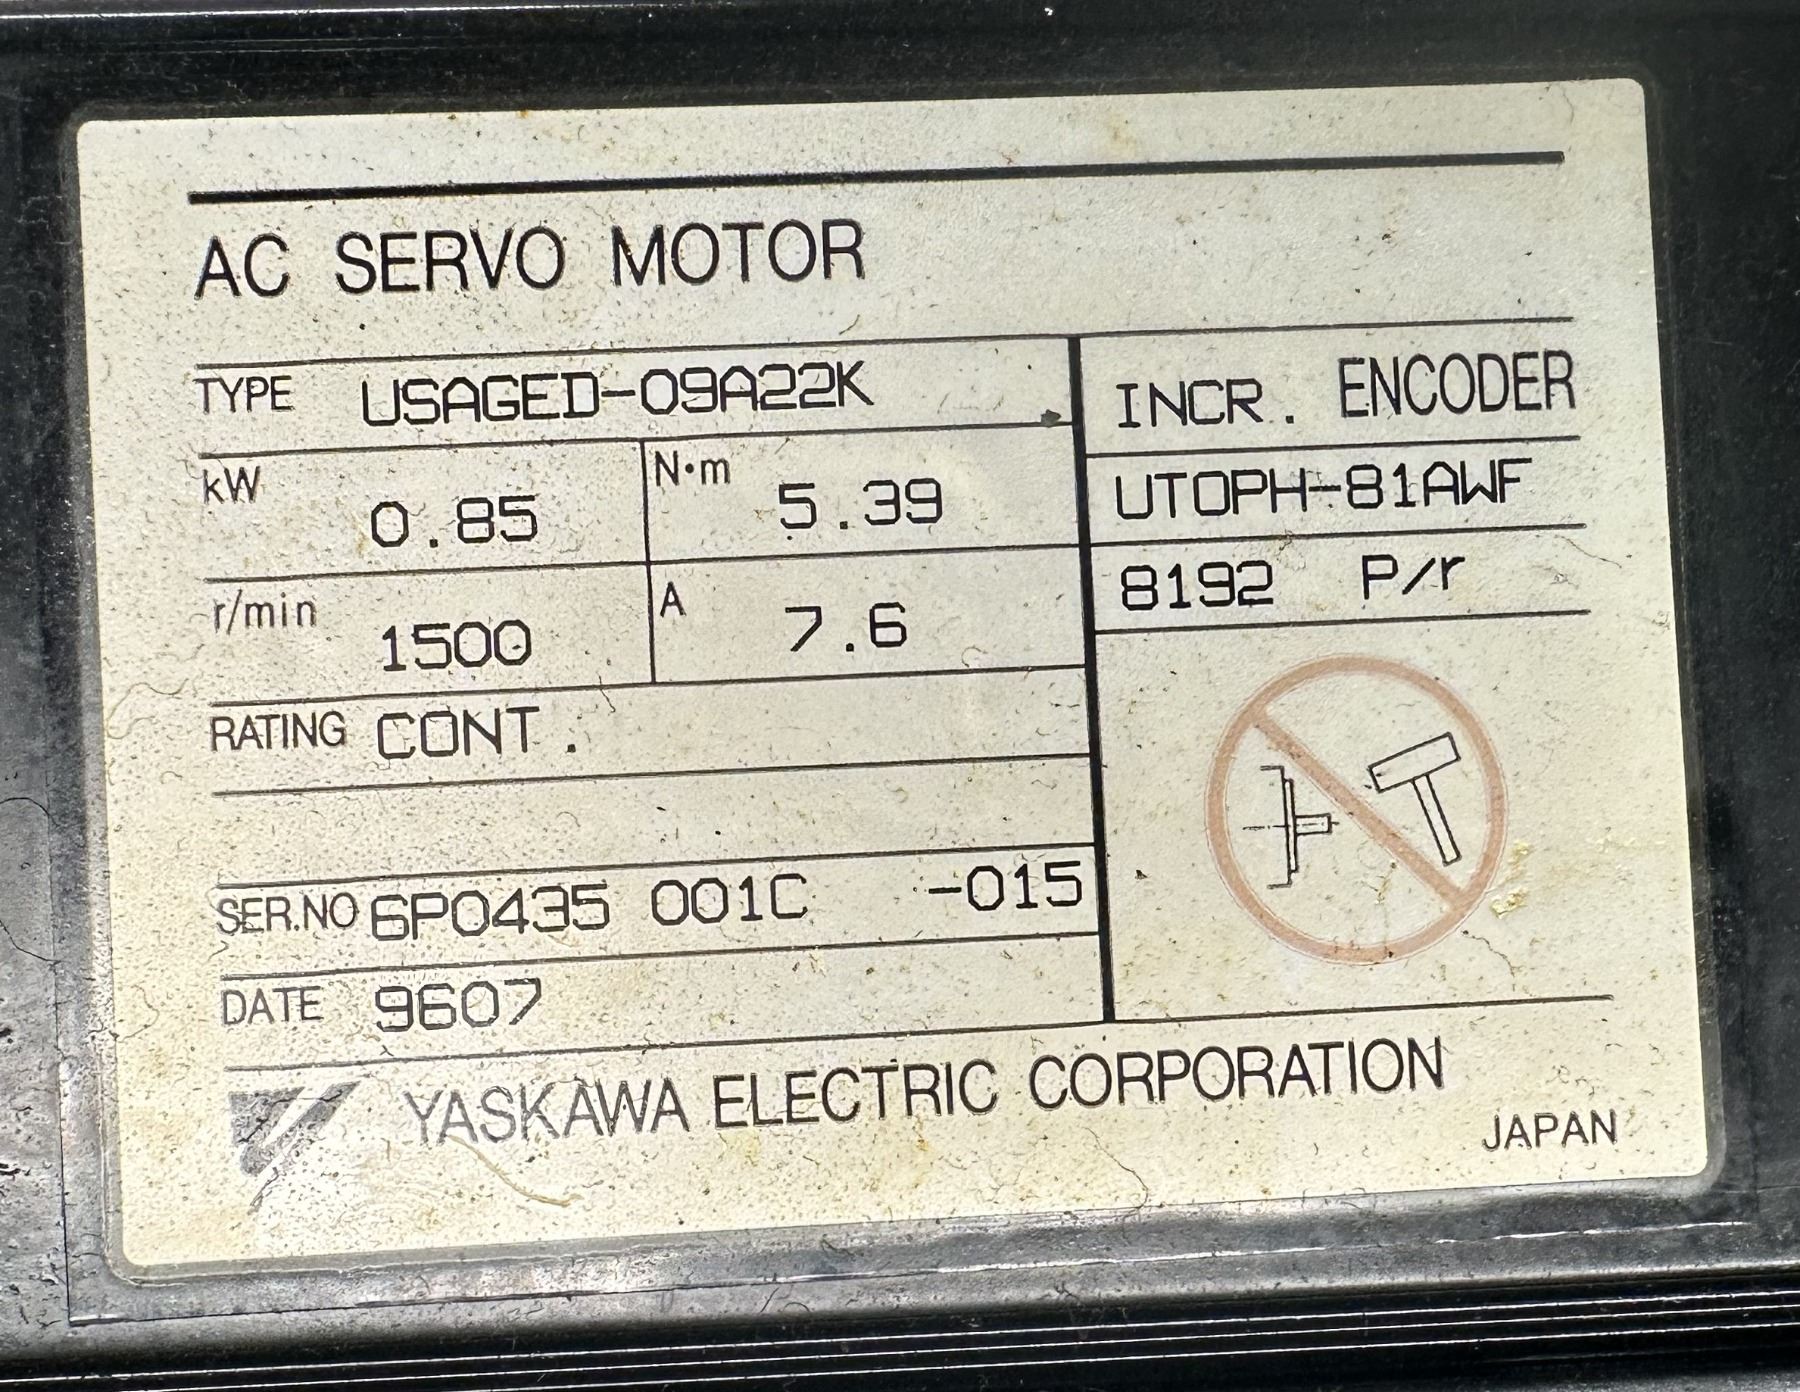 AC SERVO MOTOR
TYPE USAGED-09A22K
INCR. ENCODER
kW 0.85 N·m 5.39
UTOPH-81AWF
r/min 1500 A 7.6
8192 P/r
RATING CONT.
SER.NO 6P0435 001C -015
DATE 9607
YASKAWA ELECTRIC CORPORATION
JAPAN